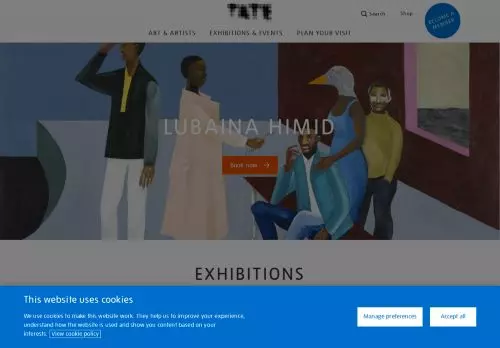 TATE
Search
Shop
BECOME A
MEMBER
ART & ARTISTS
EXHIBITIONS & EVENTS
PLAN YOUR VISIT
LUBAINA HIMID
Book now
EXHIBITIONS
This website uses cookies
We use cookies to make this website work. They help us to improve your experience,
understand how the website is used and show you content based on your
interests. View cookie policy
Manage preferences
Accept all